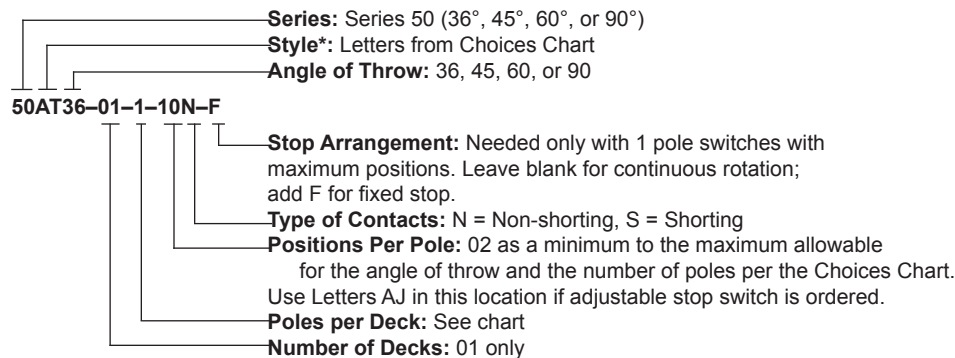 Series: Series 50 (36°, 45°, 60°, or 90°)
Style*: Letters from Choices Chart
Angle of Throw: 36, 45, 60, or 90
50AT36–01–1–10N–F
Stop Arrangement: Needed only with 1 pole switches with
maximum positions. Leave blank for continuous rotation;
add F for fixed stop.
Type of Contacts: N = Non-shorting, S = Shorting
Positions Per Pole: 02 as a minimum to the maximum allowable
for the angle of throw and the number of poles per the Choices Chart.
Use Letters AJ in this location if adjustable stop switch is ordered.
Poles per Deck: See chart
Number of Decks: 01 only